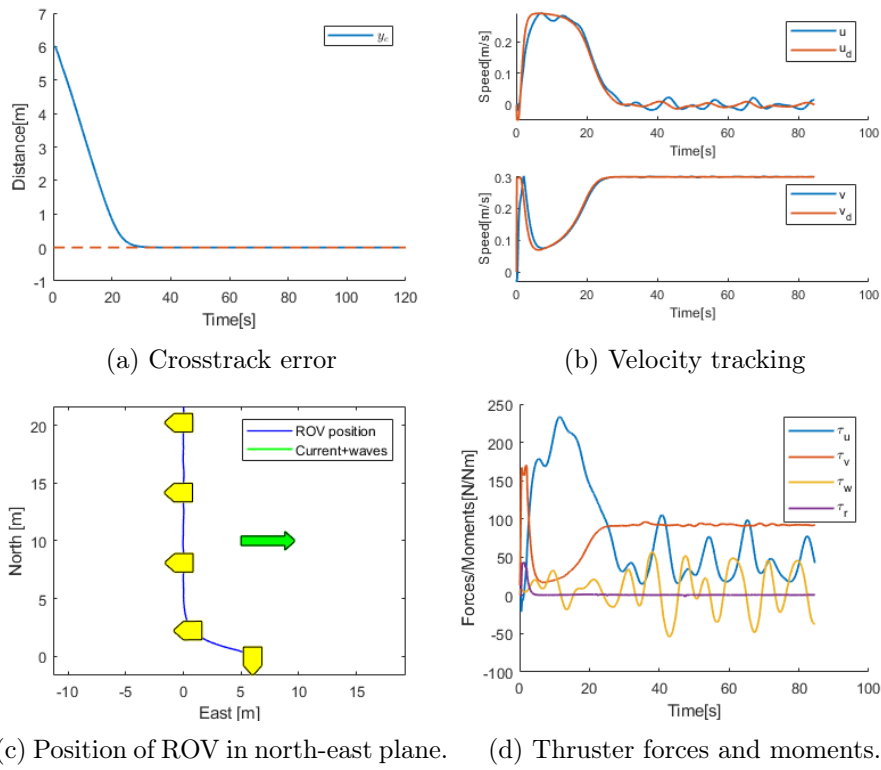 7
6
5
4
3
2
1
0
-1
Distance[m]
y_e
0 20 40 60 80 100 120
Time[s]
(a) Crosstrack error
0.2
0.1
0
Speed[m/s]
u
u_d
0 20 40 60 80 100
Time[s]
0.3
0.2
0.1
0
Speed[m/s]
v
v_d
0 20 40 60 80 100
Time[s]
(b) Velocity tracking
20
15
10
5
0
North [m]
ROV position
Current+waves
-10 -5 0 5 10 15
East [m]
(c) Position of ROV in north-east plane.
250
200
150
100
50
0
-50
-100
Forces/Moments[N/Nm]
τ_u
τ_v
τ_w
τ_r
0 20 40 60 80 100
Time[s]
(d) Thruster forces and moments.